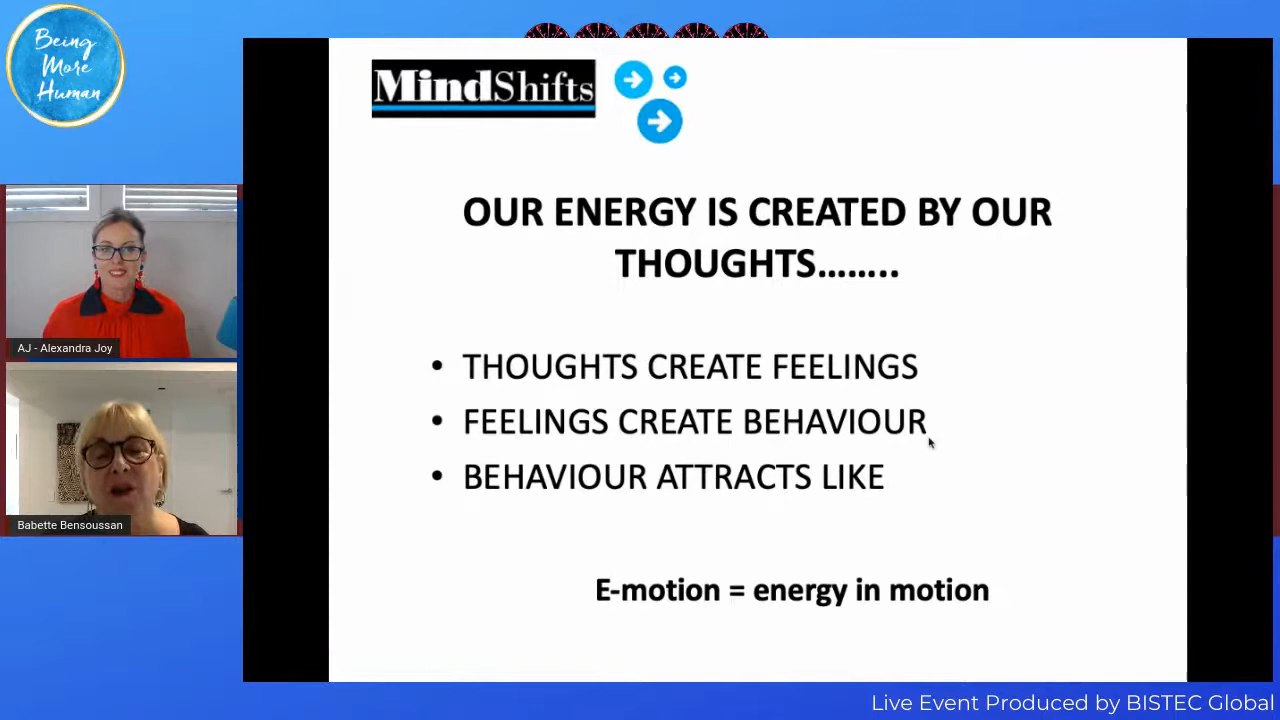 Being
More
Human
MindShifts
OUR ENERGY IS CREATED BY OUR
THOUGHTS……..
• THOUGHTS CREATE FEELINGS
• FEELINGS CREATE BEHAVIOUR
• BEHAVIOUR ATTRACTS LIKE
E-motion = energy in motion
AJ - Alexandra Joy
Babette Bensoussan
Live Event Produced by BISTEC Global